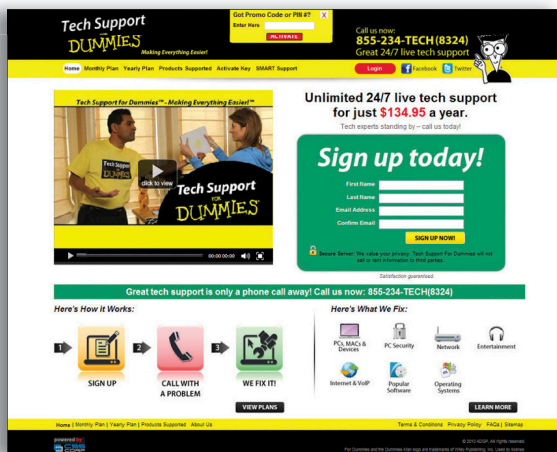 Tech Support
FOR
DUMMIES
Making Everything Easier!
Got Promo Code or PIN #? X
Enter Here
ACTIVATE
Call us now:
855-234-TECH(8324)
Great 24/7 live tech support
Home Monthly Plan Yearly Plan Products Supported Activate Key SMART Support
Login Facebook Twitter
Tech Support For Dummies™ - Making Everything Easier!™
Tech Support
DUMMIES
click to view
Tech Support
FOR
DUMMIES
00:00 00:00
Unlimited 24/7 live tech support
for just $134.95 a year.
Tech experts standing by – call us today!
Sign up today!
First Name
Last Name
Email Address
Confirm Email
SIGN UP NOW!
Secure Server: We value your privacy. Tech Support For Dummies will not
sell or rent information to third parties.
Satisfaction guaranteed.
Great tech support is only a phone call away! Call us now: 855-234-TECH(8324)
Here's How it Works:
1 2 3
SIGN UP
CALL WITH
A PROBLEM
WE FIX IT!
VIEW PLANS
Here's What We Fix:
PCs, MACs &
Devices
PC Security
Network
Entertainment
Internet & VoIP
Popular
Software
Operating
Systems
LEARN MORE
Home | Monthly Plan | Yearly Plan | Products Supported About Us
Terms & Conditions Privacy Policy FAQs | Sitemap
powered by:
CSS
CORP
© 2013 . All rights reserved.
For Dummies and the Dummies Man logo are trademarks of Wiley Publishing, Inc. Used by license